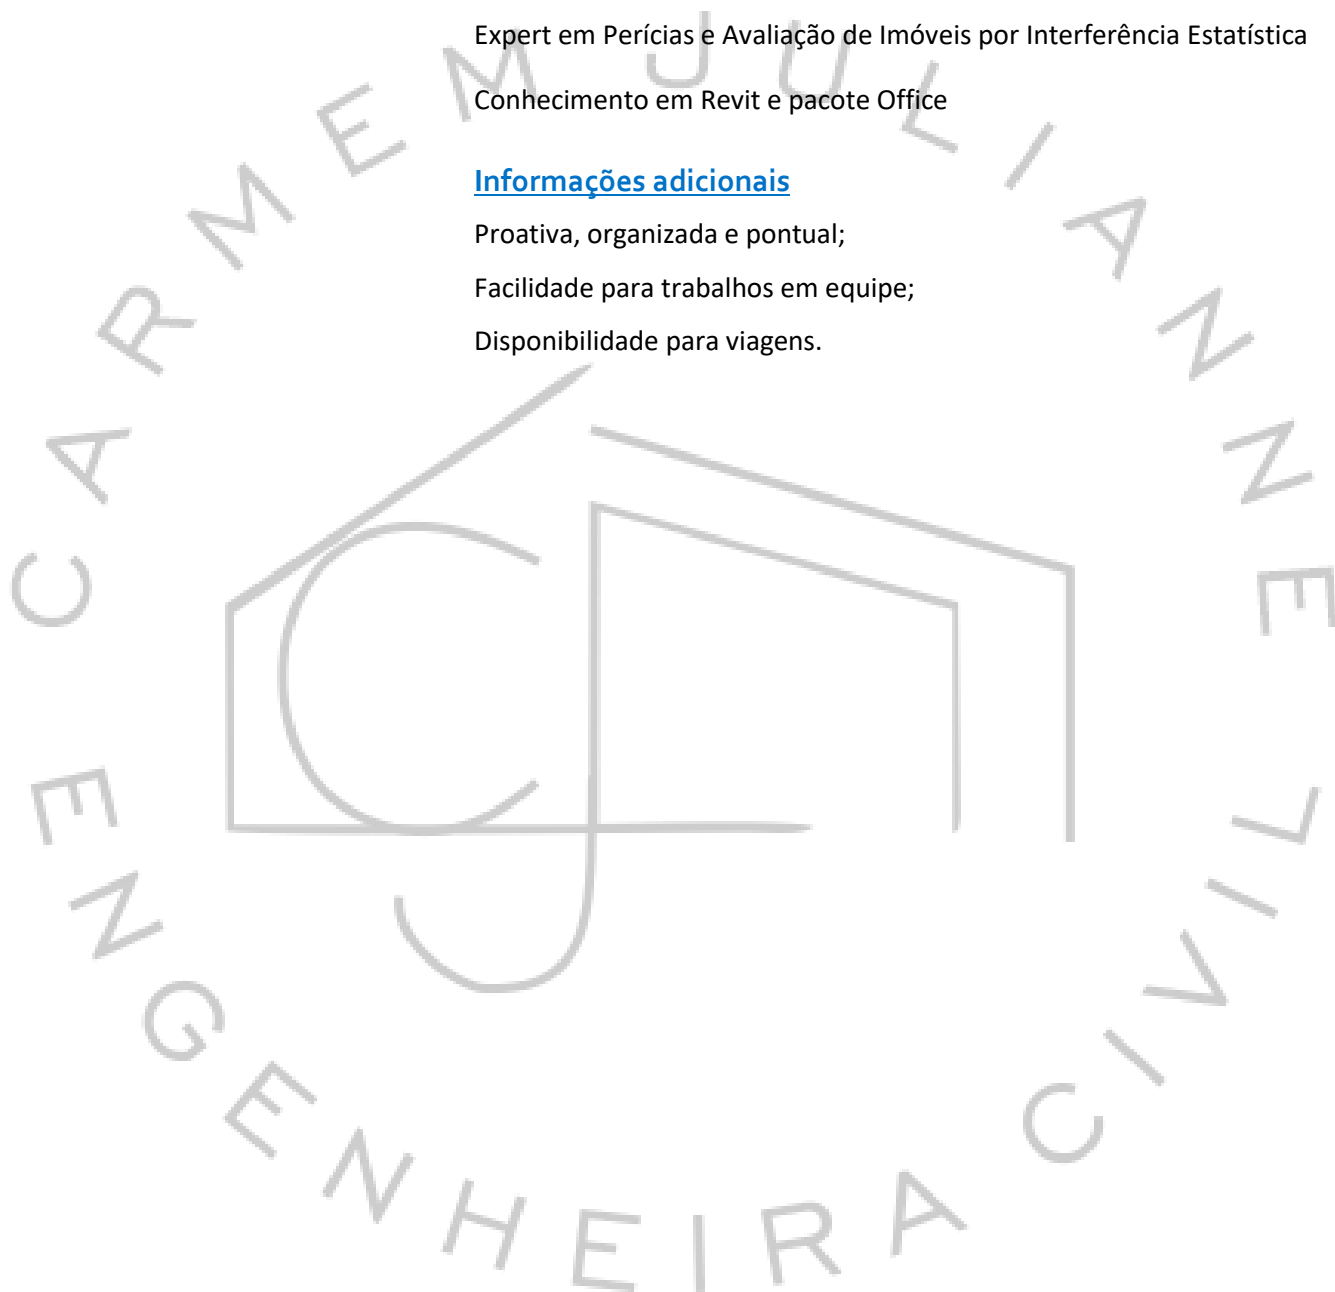 Expert em Perícias e Avaliação de Imóveis por Interferência Estatística
Conhecimento em Revit e pacote Office
Informações adicionais
Proativa, organizada e pontual;
Facilidade para trabalhos em equipe;
Disponibilidade para viagens.
CARMEM JULIANNE
ENGENHEIRA CIVIL
CJ